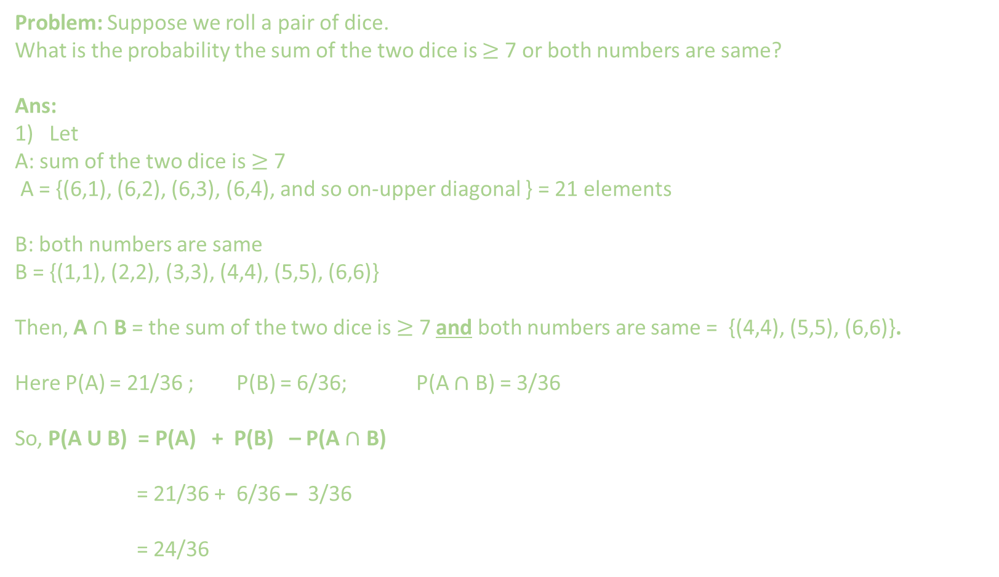 Problem: Suppose we roll a pair of dice.
What is the probability the sum of the two dice is ≥ 7 or both numbers are same?
Ans:
1) Let
A: sum of the two dice is ≥ 7
A = {(6,1), (6,2), (6,3), (6,4), and so on-upper diagonal } = 21 elements
B: both numbers are same
B = {(1,1), (2,2), (3,3), (4,4), (5,5), (6,6)}
Then, A ∩ B = the sum of the two dice is ≥ 7 and both numbers are same = {(4,4), (5,5), (6,6)}.
Here P(A) = 21/36 ; P(B) = 6/36; P(A ∩ B) = 3/36
So, P(A U B) = P(A) + P(B) – P(A ∩ B)
= 21/36 + 6/36 – 3/36
= 24/36